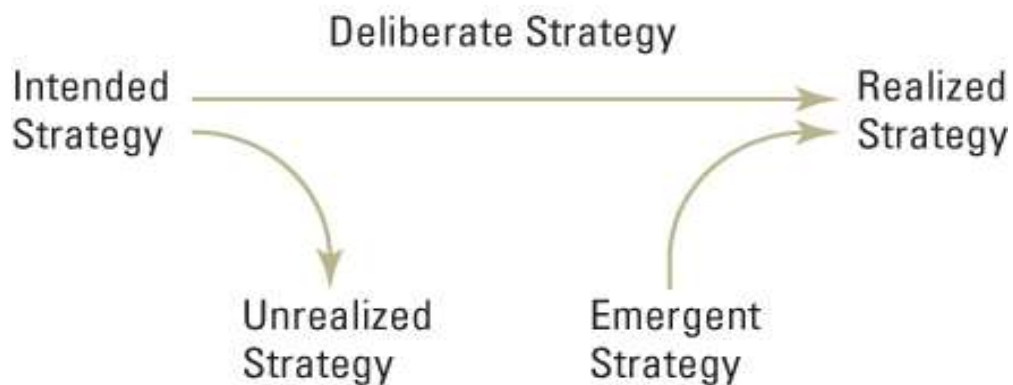 Deliberate Strategy
Intended
Strategy
Realized
Strategy
Unrealized
Strategy
Emergent
Strategy